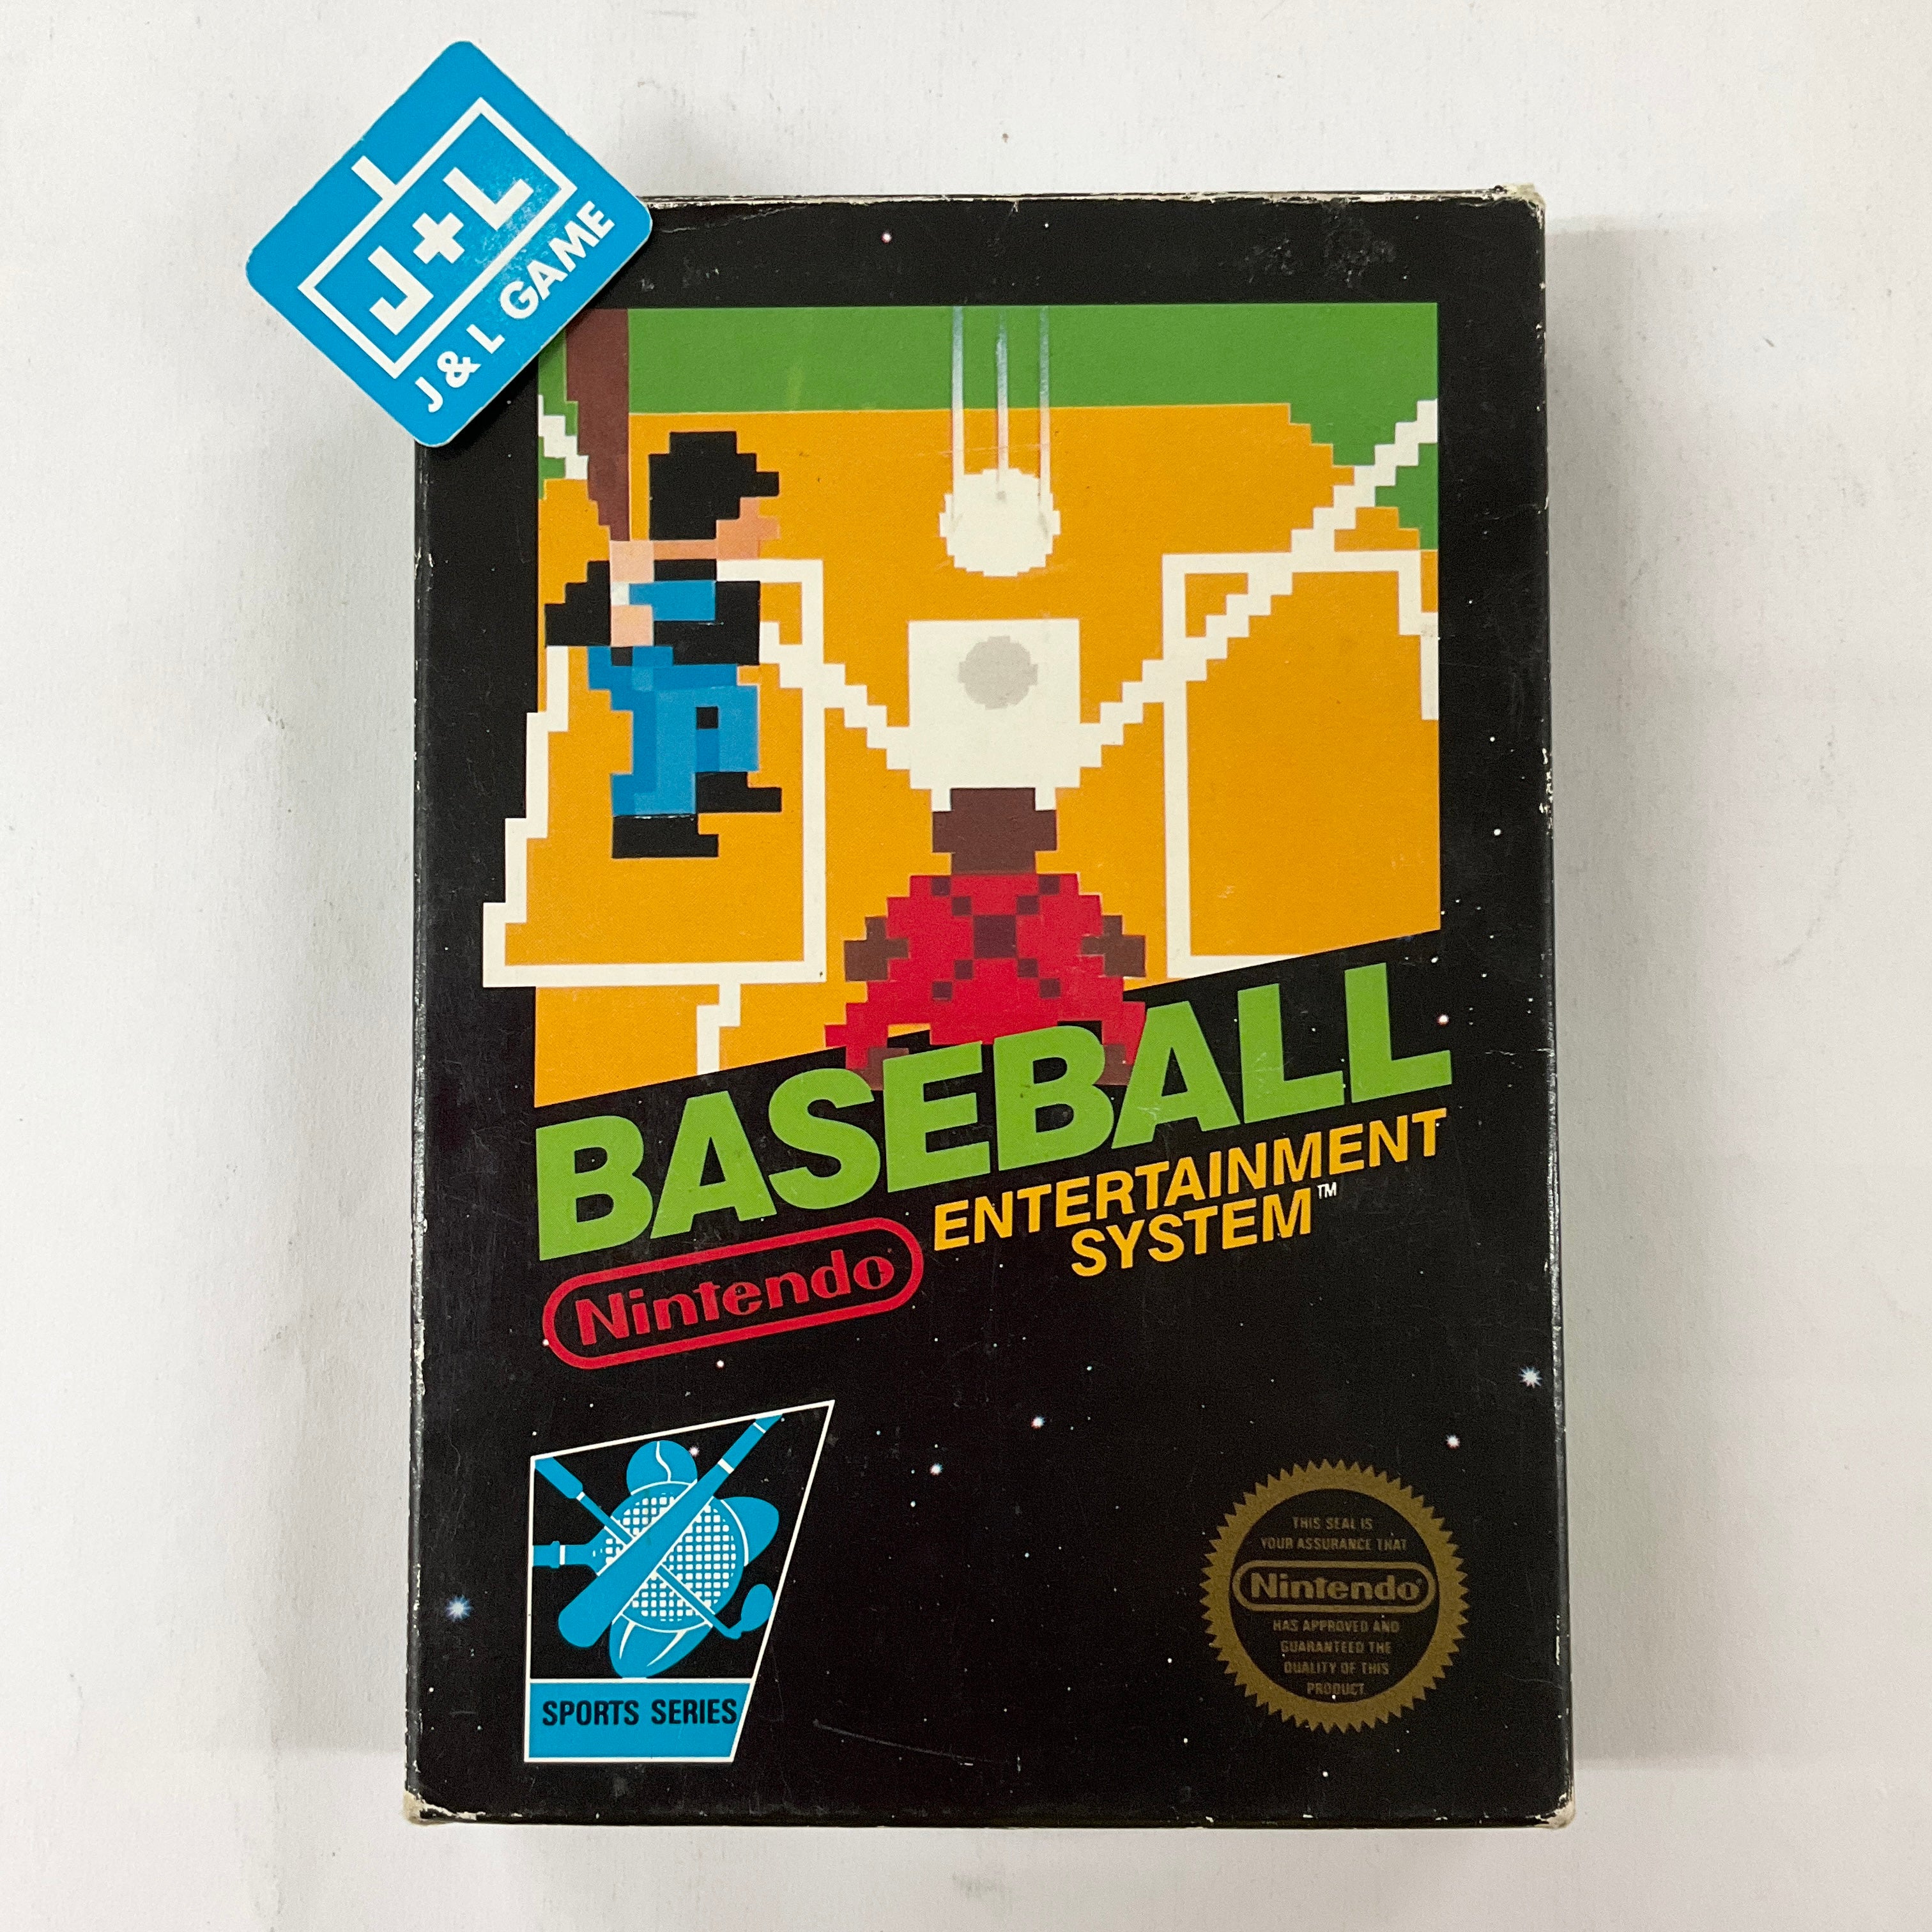 J+L
J & L GAME
BASEBALL
Nintendo
ENTERTAINMENT
SYSTEM™
SPORTS SERIES
THIS SEAL IS
YOUR ASSURANCE THAT
Nintendo®
HAS APPROVED AND
GUARANTEED THE
QUALITY OF THIS
PRODUCT.